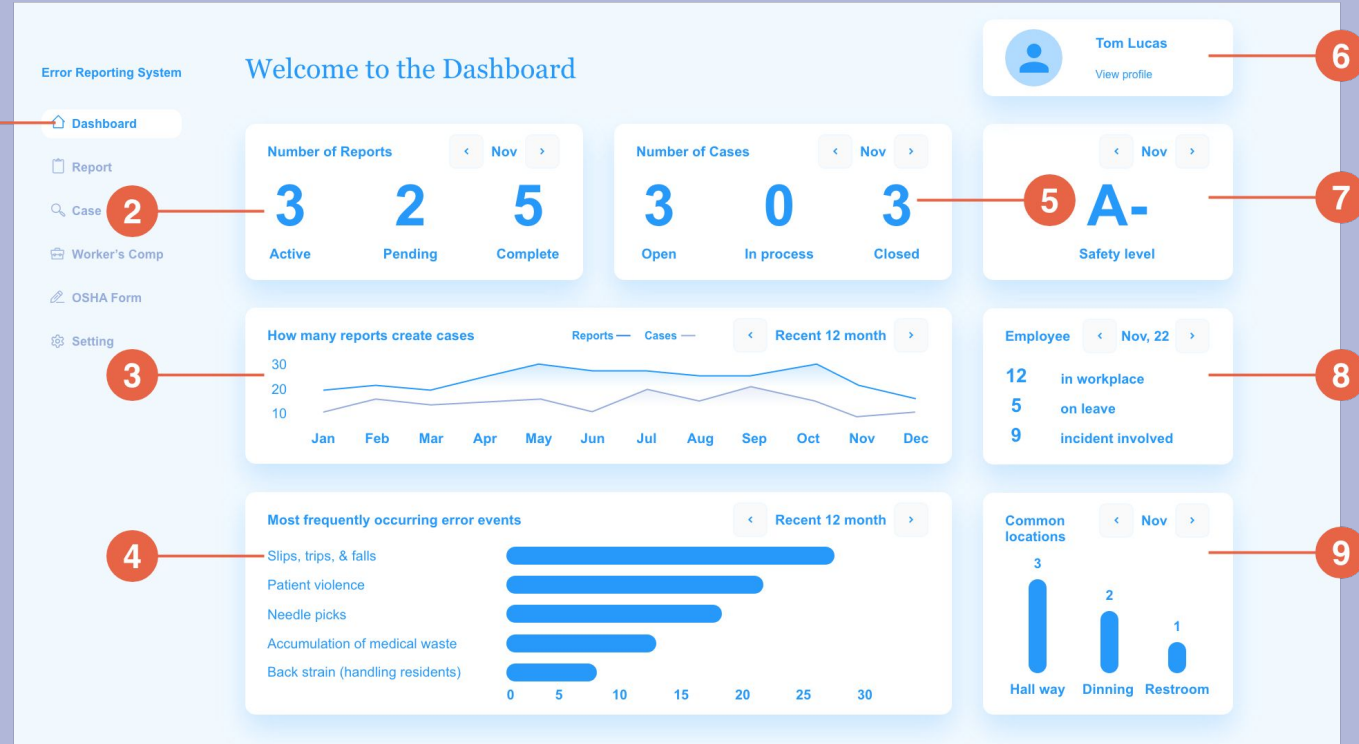 Error Reporting System
Dashboard
Report
Case
Worker's Comp
OSHA Form
Setting
Welcome to the Dashboard
Tom Lucas
View profile
6
Number of Reports
‹ Nov ›
3 2 5
Active Pending Complete
2
Number of Cases
‹ Nov ›
3 0 3
Open In process Closed
5
‹ Nov ›
A-
Safety level
7
How many reports create cases
Reports — Cases —
‹ Recent 12 month ›
30
20
10
Jan Feb Mar Apr May Jun Jul Aug Sep Oct Nov Dec
3
Employee ‹ Nov, 22 ›
12 in workplace
5 on leave
9 incident involved
8
Most frequently occurring error events
‹ Recent 12 month ›
Slips, trips, & falls
Patient violence
Needle picks
Accumulation of medical waste
Back strain (handling residents)
0 5 10 15 20 25 30
4
Common
locations
‹ Nov ›
3
2
1
Hall way Dinning Restroom
9